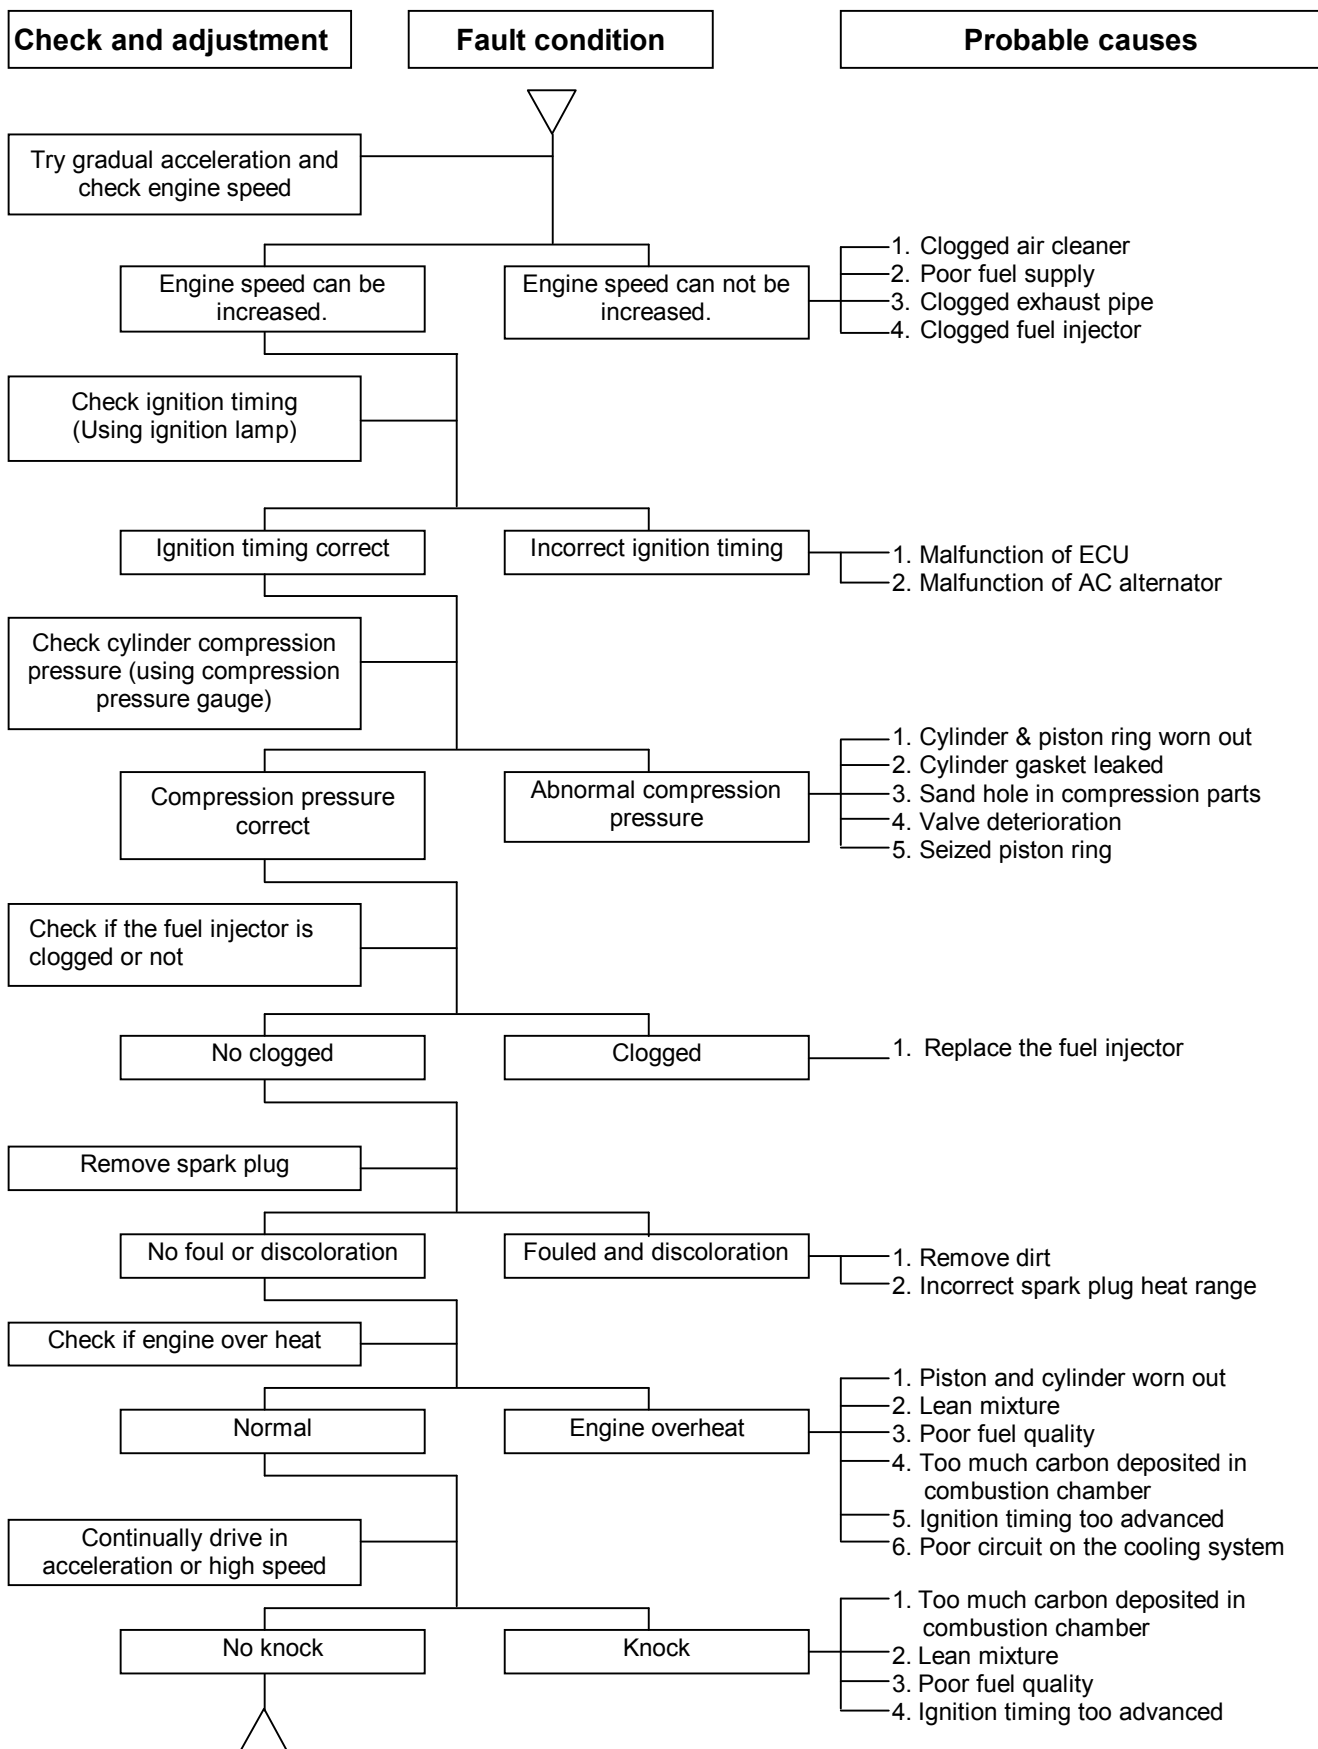 Check and adjustment
Fault condition
Probable causes
Try gradual acceleration and
check engine speed
Engine speed can be
increased.
Engine speed can not be
increased.
1. Clogged air cleaner
2. Poor fuel supply
3. Clogged exhaust pipe
4. Clogged fuel injector
Check ignition timing
(Using ignition lamp)
Ignition timing correct
Incorrect ignition timing
1. Malfunction of ECU
2. Malfunction of AC alternator
Check cylinder compression
pressure (using compression
pressure gauge)
Compression pressure
correct
Abnormal compression
pressure
1. Cylinder & piston ring worn out
2. Cylinder gasket leaked
3. Sand hole in compression parts
4. Valve deterioration
5. Seized piston ring
Check if the fuel injector is
clogged or not
No clogged
Clogged
1. Replace the fuel injector
Remove spark plug
No foul or discoloration
Fouled and discoloration
1. Remove dirt
2. Incorrect spark plug heat range
Check if engine over heat
Normal
Engine overheat
1. Piston and cylinder worn out
2. Lean mixture
3. Poor fuel quality
4. Too much carbon deposited in
combustion chamber
5. Ignition timing too advanced
6. Poor circuit on the cooling system
Continually drive in
acceleration or high speed
No knock
Knock
1. Too much carbon deposited in
combustion chamber
2. Lean mixture
3. Poor fuel quality
4. Ignition timing too advanced